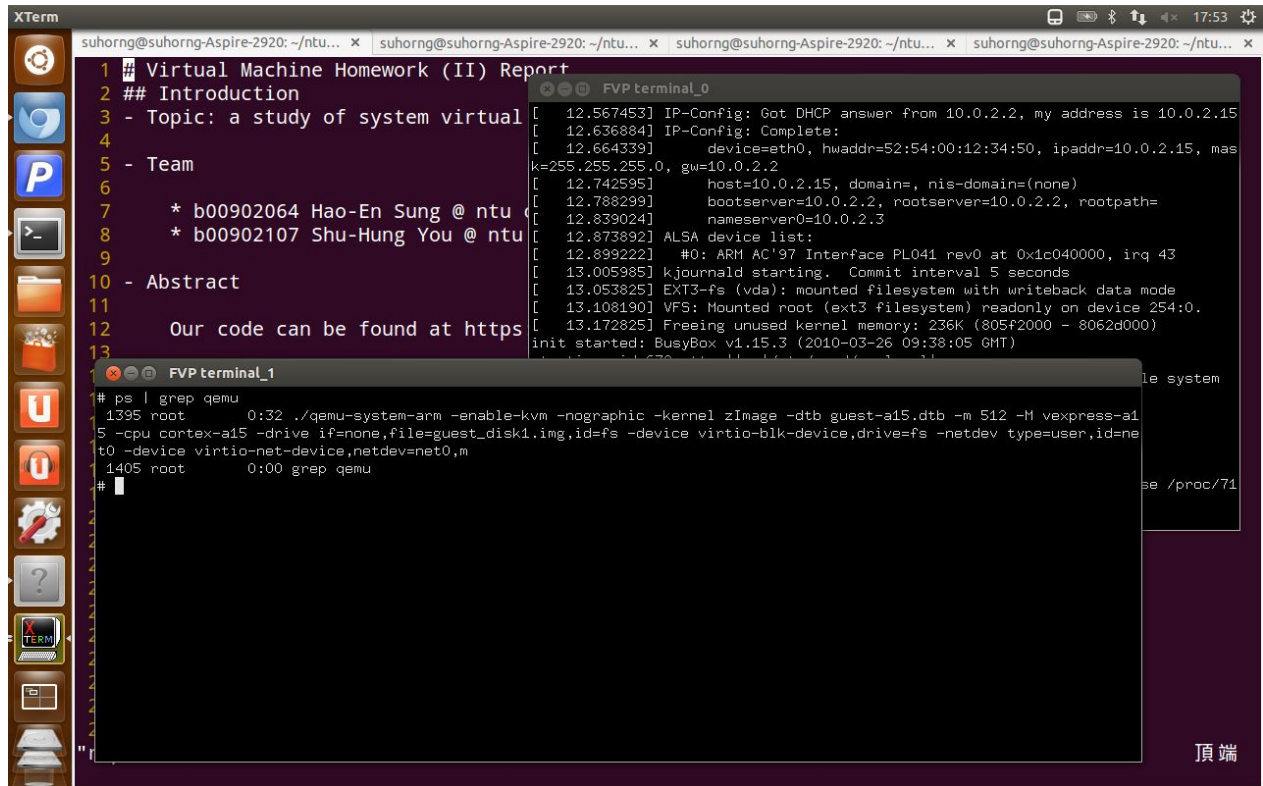 XTerm
17:53
suhorng@suhorng-Aspire-2920: ~/ntu... × suhorng@suhorng-Aspire-2920: ~/ntu... × suhorng@suhorng-Aspire-2920: ~/ntu... × suhorng@suhorng-Aspire-2920: ~/ntu... ×
1 # Virtual Machine Homework (II) Report
2 ## Introduction
3 - Topic: a study of system virtual
4
5 - Team
6
7 * b00902064 Hao-En Sung @ ntu
8 * b00902107 Shu-Hung You @ ntu
9
10 - Abstract
11
12 Our code can be found at https
13
FVP terminal_0
[ 12.567453] IP-Config: Got DHCP answer from 10.0.2.2, my address is 10.0.2.15
[ 12.636884] IP-Config: Complete:
[ 12.664339] device=eth0, hwaddr=52:54:00:12:34:50, ipaddr=10.0.2.15, mas
k=255.255.255.0, gw=10.0.2.2
[ 12.742595] host=10.0.2.15, domain=, nis-domain=(none)
[ 12.788299] bootserver=10.0.2.2, rootserver=10.0.2.2, rootpath=
[ 12.839024] nameserver0=10.0.2.3
[ 12.873892] ALSA device list:
[ 12.899222] #0: ARM AC'97 Interface PL041 rev0 at 0x1c040000, irq 43
[ 13.005985] kjournald starting. Commit interval 5 seconds
[ 13.053825] EXT3-fs (vda): mounted filesystem with writeback data mode
[ 13.108190] VFS: Mounted root (ext3 filesystem) readonly on device 254:0.
[ 13.172825] Freeing unused kernel memory: 236K (805f2000 - 8062d000)
init started: BusyBox v1.15.3 (2010-03-26 09:38:05 GMT)
le system
se /proc/71
FVP terminal_1
# ps | grep qemu
1395 root 0:32 ./qemu-system-arm -enable-kvm -nographic -kernel zImage -dtb guest-a15.dtb -m 512 -M vexpress-a1
5 -cpu cortex-a15 -drive if=none,file=guest_disk1.img,id=fs -device virtio-blk-device,drive=fs -netdev type=user,id=ne
t0 -device virtio-net-device,netdev=net0,m
1405 root 0:00 grep qemu
#
頂端